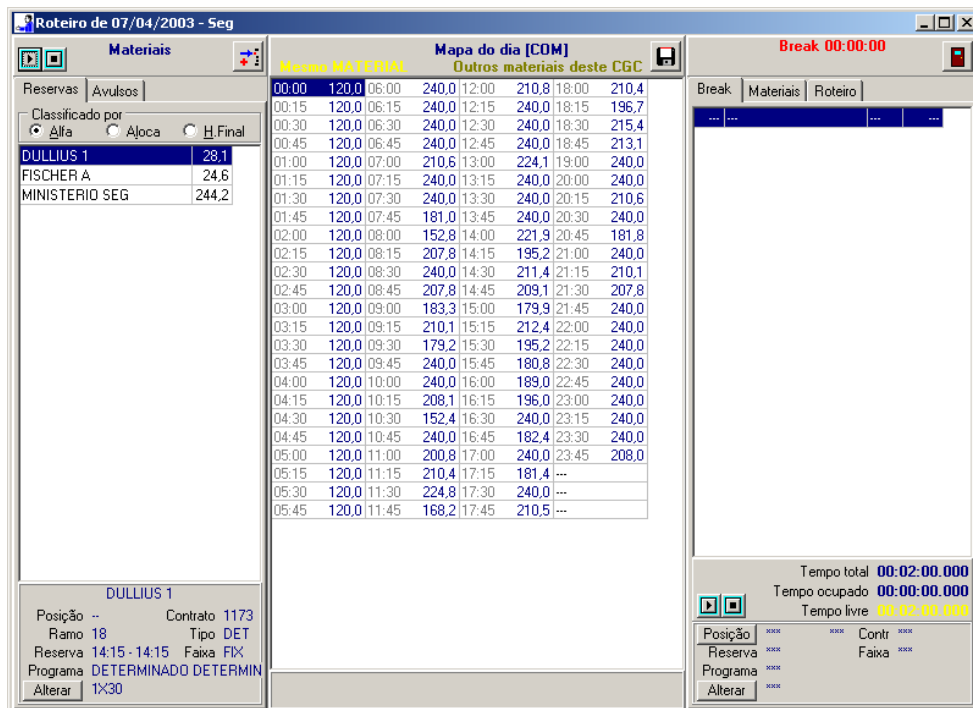 Roteiro de 07/04/2003 - Seg
Materiais
Reservas Avulsos
Classificado por
Alfa Aloca H.Final
DULLIUS 1 28,1
FISCHER A 24,6
MINISTERIO SEG 244,2
DULLIUS 1
Posição -- Contrato 1173
Ramo 18 Tipo DET
Reserva 14:15 - 14:15 Faixa FIX
Programa DETERMINADO DETERMIN
Alterar 1X30
Mapa do dia [COM]
Mesmo MATERIAL Outros materiais deste CGC
00:00 120,0 06:00 240,0 12:00 210,8 18:00 210,4
00:15 120,0 06:15 240,0 12:15 240,0 18:15 196,7
00:30 120,0 06:30 240,0 12:30 240,0 18:30 215,4
00:45 120,0 06:45 240,0 12:45 240,0 18:45 213,1
01:00 120,0 07:00 210,6 13:00 224,1 19:00 240,0
01:15 120,0 07:15 240,0 13:15 240,0 20:00 240,0
01:30 120,0 07:30 240,0 13:30 240,0 20:15 210,6
01:45 120,0 07:45 181,0 13:45 240,0 20:30 240,0
02:00 120,0 08:00 152,8 14:00 221,9 20:45 181,8
02:15 120,0 08:15 207,8 14:15 195,2 21:00 240,0
02:30 120,0 08:30 240,0 14:30 211,4 21:15 210,1
02:45 120,0 08:45 207,8 14:45 209,1 21:30 207,8
03:00 120,0 09:00 183,3 15:00 179,9 21:45 240,0
03:15 120,0 09:15 210,1 15:15 212,4 22:00 240,0
03:30 120,0 09:30 179,2 15:30 195,2 22:15 240,0
03:45 120,0 09:45 240,0 15:45 180,8 22:30 240,0
04:00 120,0 10:00 240,0 16:00 189,0 22:45 240,0
04:15 120,0 10:15 208,1 16:15 196,0 23:00 240,0
04:30 120,0 10:30 152,4 16:30 240,0 23:15 240,0
04:45 120,0 10:45 240,0 16:45 182,4 23:30 240,0
05:00 120,0 11:00 200,8 17:00 240,0 23:45 208,0
05:15 120,0 11:15 210,4 17:15 181,4 ---
05:30 120,0 11:30 224,8 17:30 240,0 ---
05:45 120,0 11:45 168,2 17:45 210,5 ---
Break 00:00:00
Break Materiais Roteiro
--- --- --- ---
Tempo total 00:02:00.000
Tempo ocupado 00:00:00.000
Tempo livre 00:02:00.000
Posição *** *** Contr ***
Reserva *** Faixa ***
Programa ***
Alterar ***